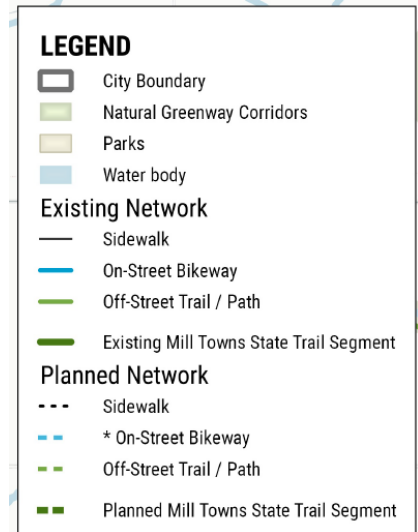 LEGEND
City Boundary
Natural Greenway Corridors
Parks
Water body
Existing Network
Sidewalk
On-Street Bikeway
Off-Street Trail / Path
Existing Mill Towns State Trail Segment
Planned Network
Sidewalk
* On-Street Bikeway
Off-Street Trail / Path
Planned Mill Towns State Trail Segment